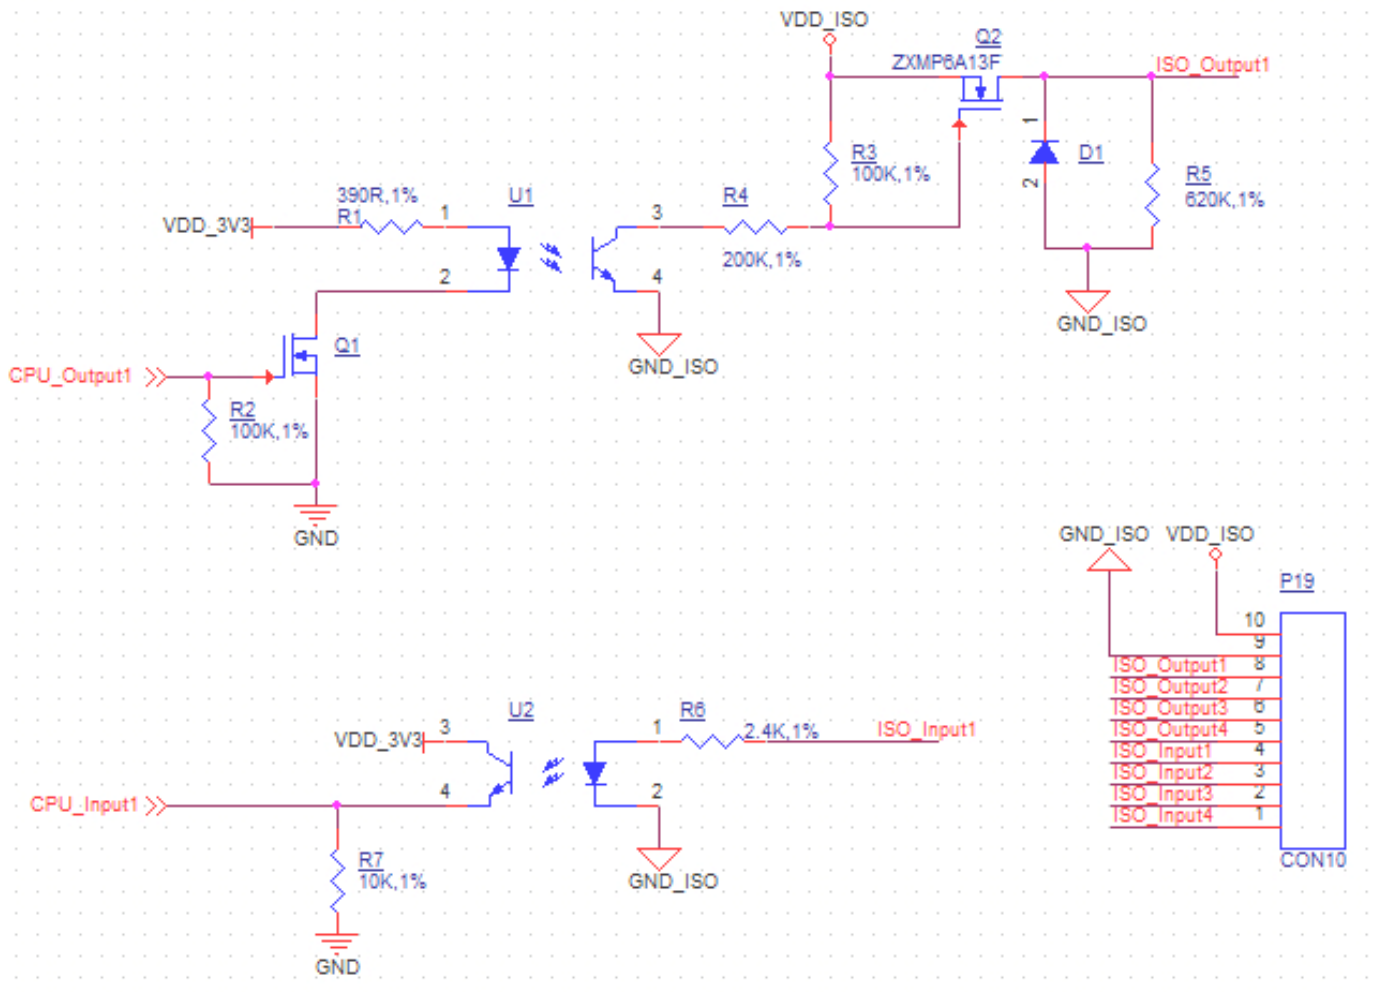 VDD_ISO
Q2
ZXMP6A13F
ISO_Output1
R3
100K,1%
1
D1
2
R5
620K,1%
390R,1%
R1
VDD_3V3
1
U1
3
R4
200K,1%
2
4
GND_ISO
GND_ISO
Q1
CPU_Output1
R2
100K,1%
GND
GND_ISO
VDD_ISO
P19
10
9
ISO_Output1 8
ISO_Output2 7
ISO_Output3 6
ISO_Output4 5
ISO_Input1 4
ISO_Input2 3
ISO_Input3 2
ISO_Input4 1
CON10
VDD_3V3
3
U2
1
R6
2.4K,1%
ISO_Input1
CPU_Input1
4
2
GND_ISO
R7
10K,1%
GND